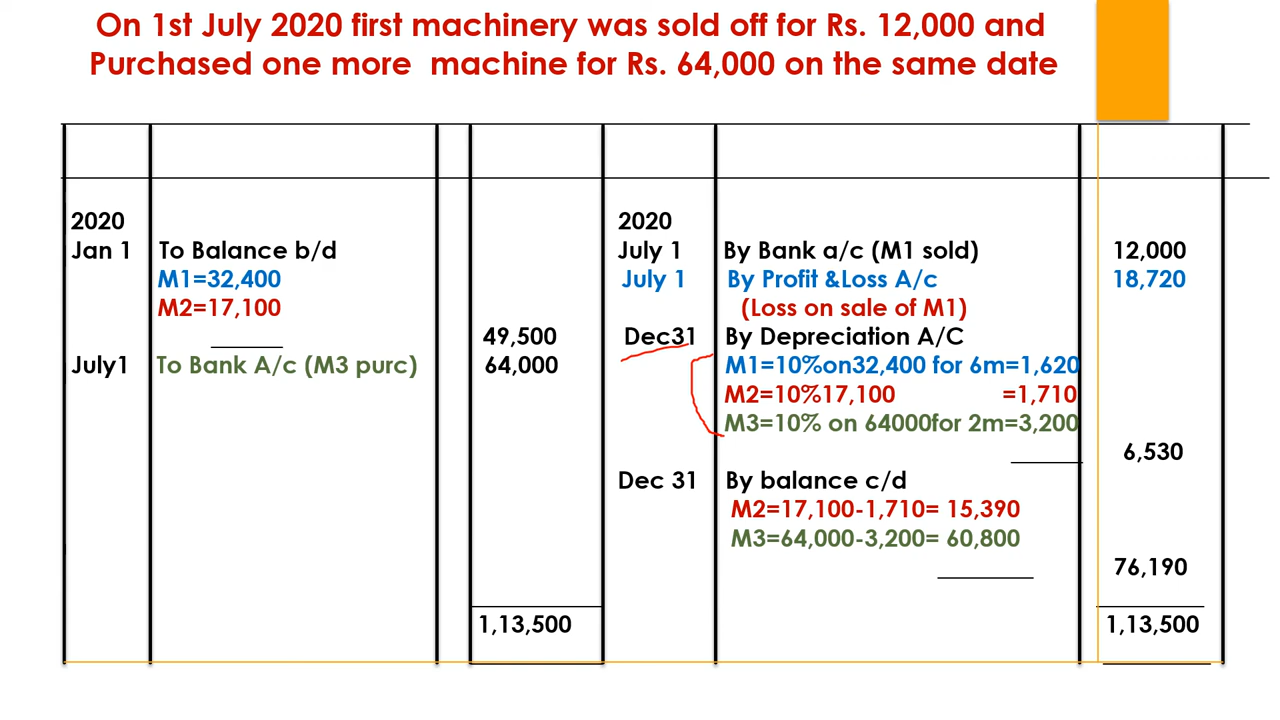 On 1st July 2020 first machinery was sold off for Rs. 12,000 and
Purchased one more machine for Rs. 64,000 on the same date
2020
Jan 1 To Balance b/d
M1=32,400
M2=17,100
49,500
July1 To Bank A/c (M3 purc) 64,000
1,13,500
2020
July 1 By Bank a/c (M1 sold) 12,000
July 1 By Profit &Loss A/c 18,720
(Loss on sale of M1)
Dec31 By Depreciation A/C
M1=10%on32,400 for 6m=1,620
M2=10%17,100 =1,710
M3=10% on 64000for 2m=3,200
6,530
Dec 31 By balance c/d
M2=17,100-1,710= 15,390
M3=64,000-3,200= 60,800
76,190
1,13,500